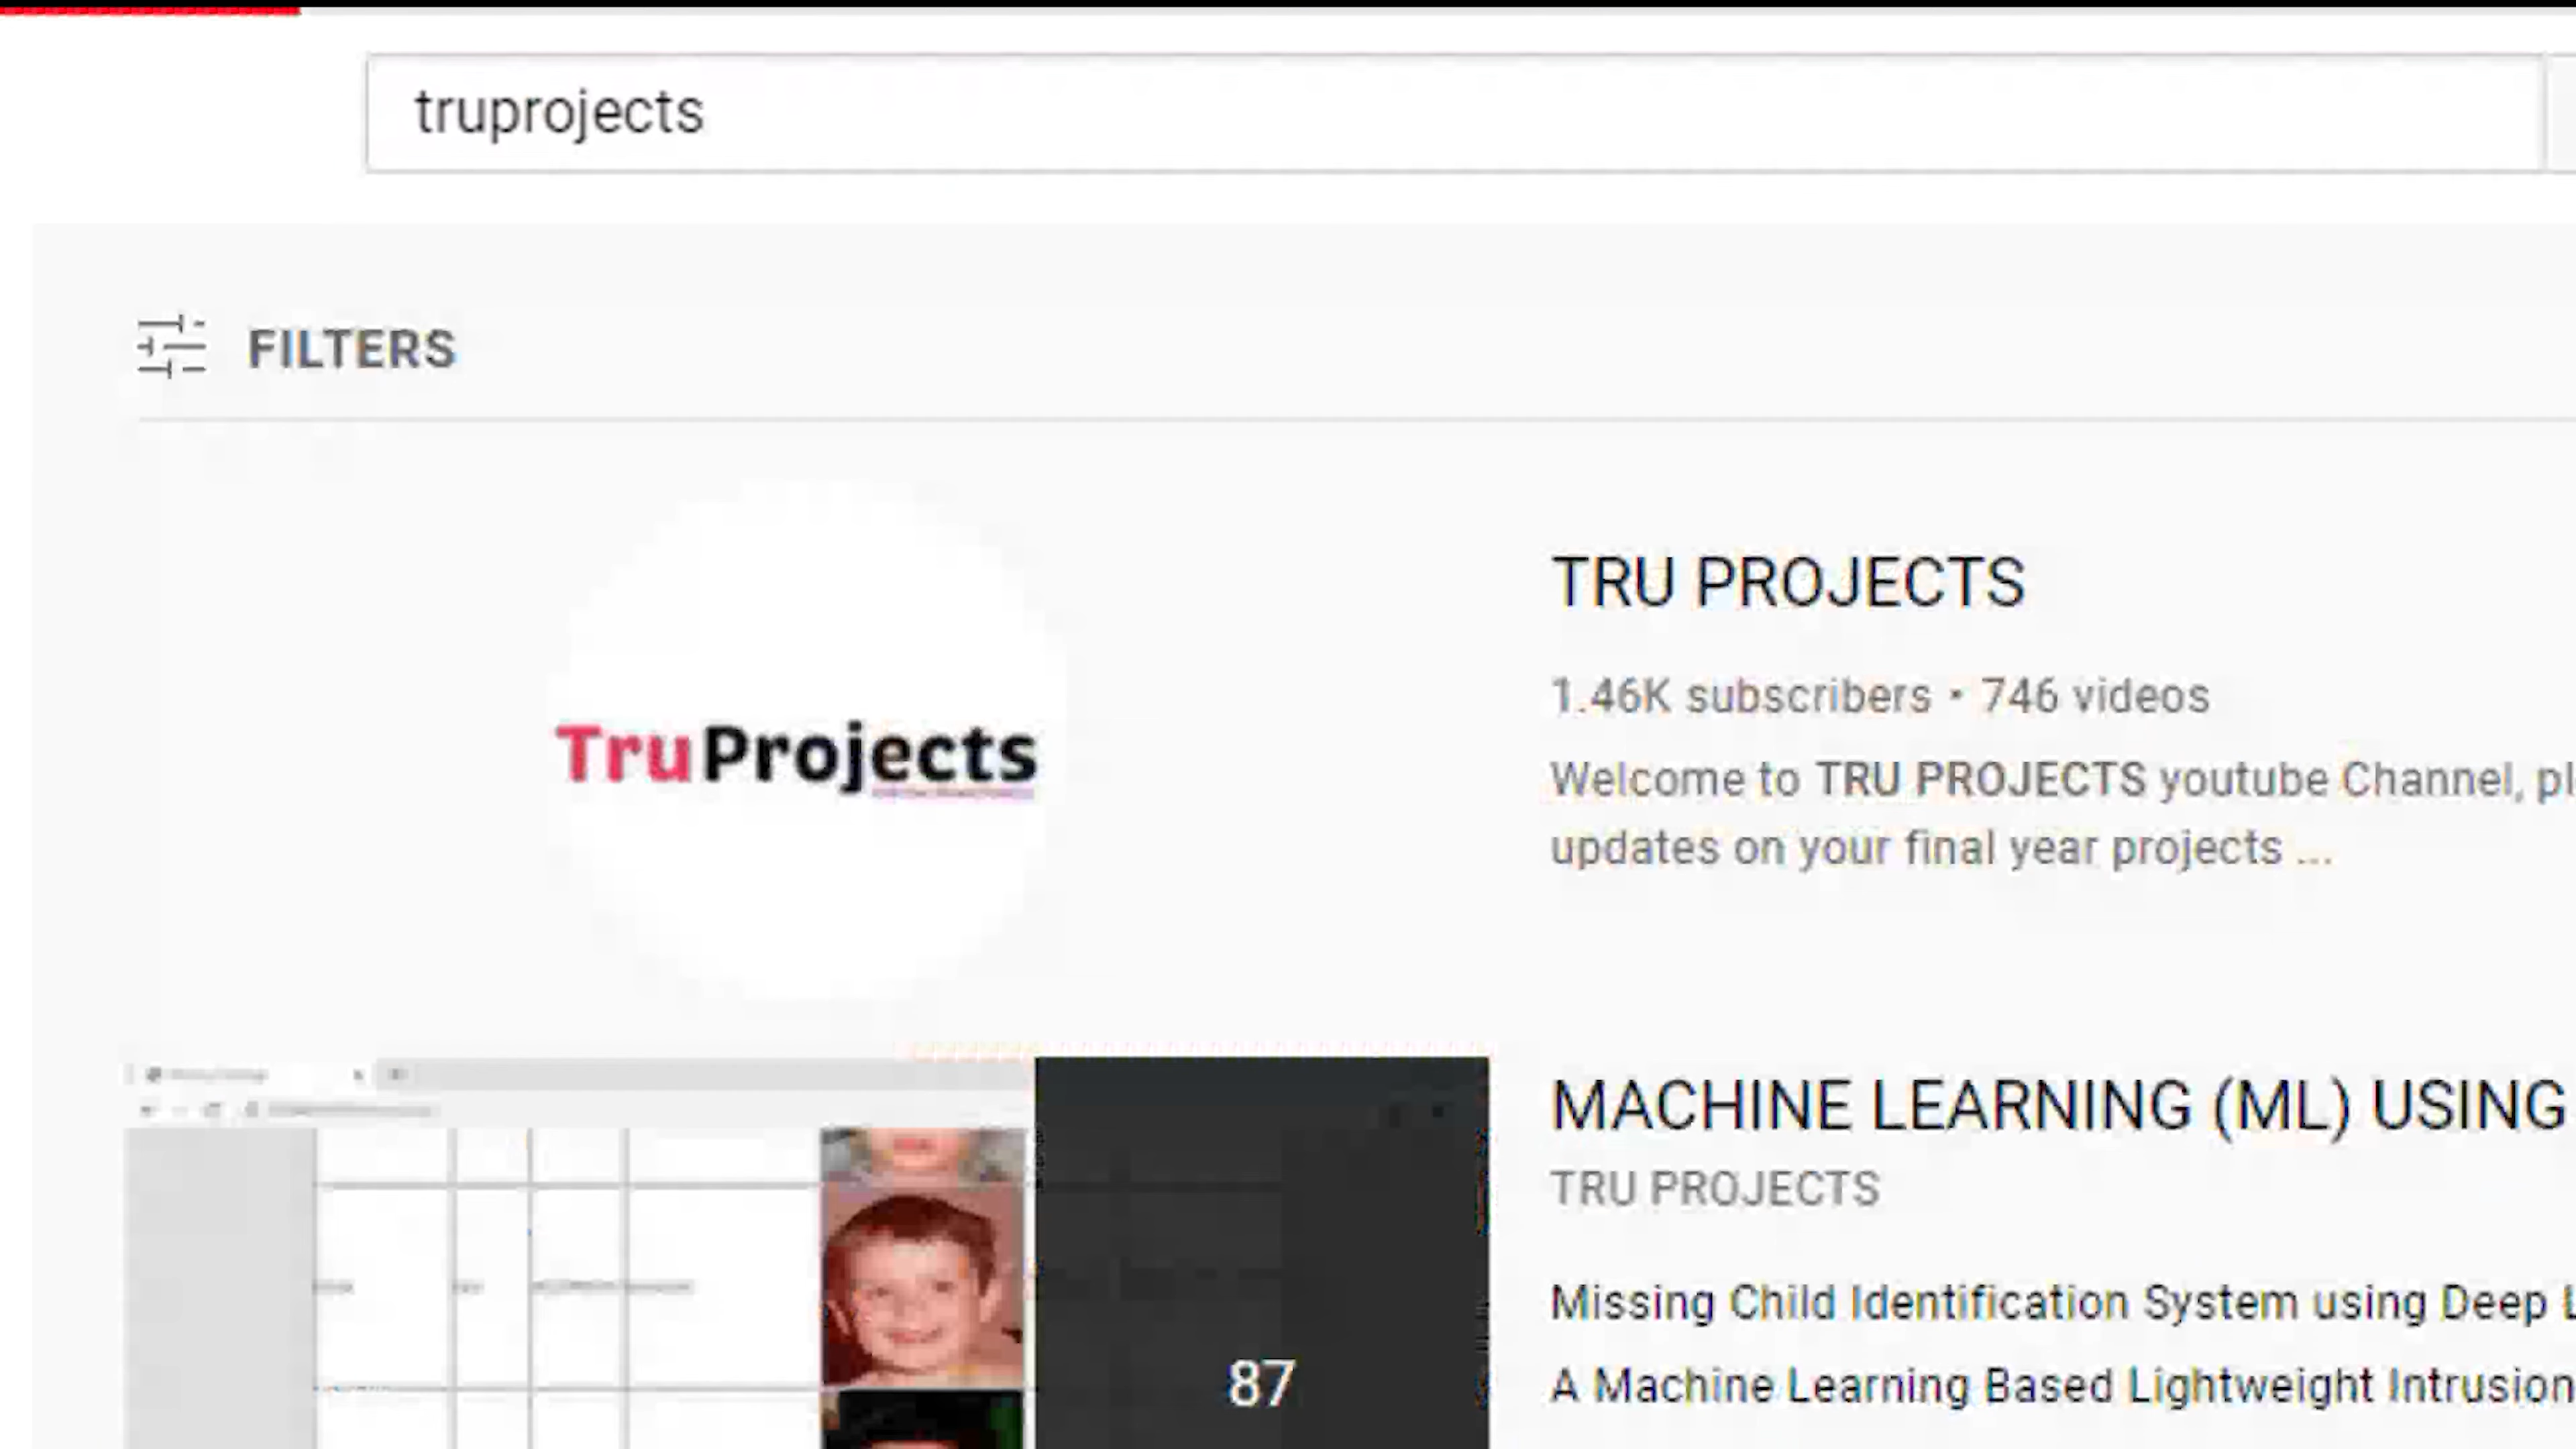 truprojects
FILTERS
TruProjects
TRU PROJECTS
1.46K subscribers • 746 videos
Welcome to TRU PROJECTS youtube Channel, pl
updates on your final year projects ...
MACHINE LEARNING (ML) USING
TRU PROJECTS
Missing Child Identification System using Deep L
A Machine Learning Based Lightweight Intrusion
87